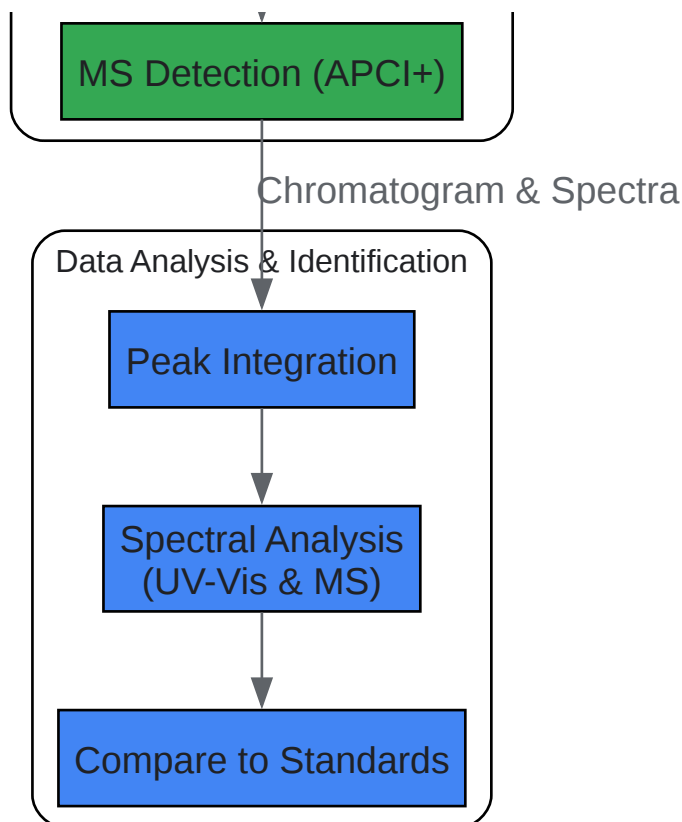 MS Detection (APCI+)
Chromatogram & Spectra
Data Analysis & Identification
Peak Integration
Spectral Analysis
(UV-Vis & MS)
Compare to Standards